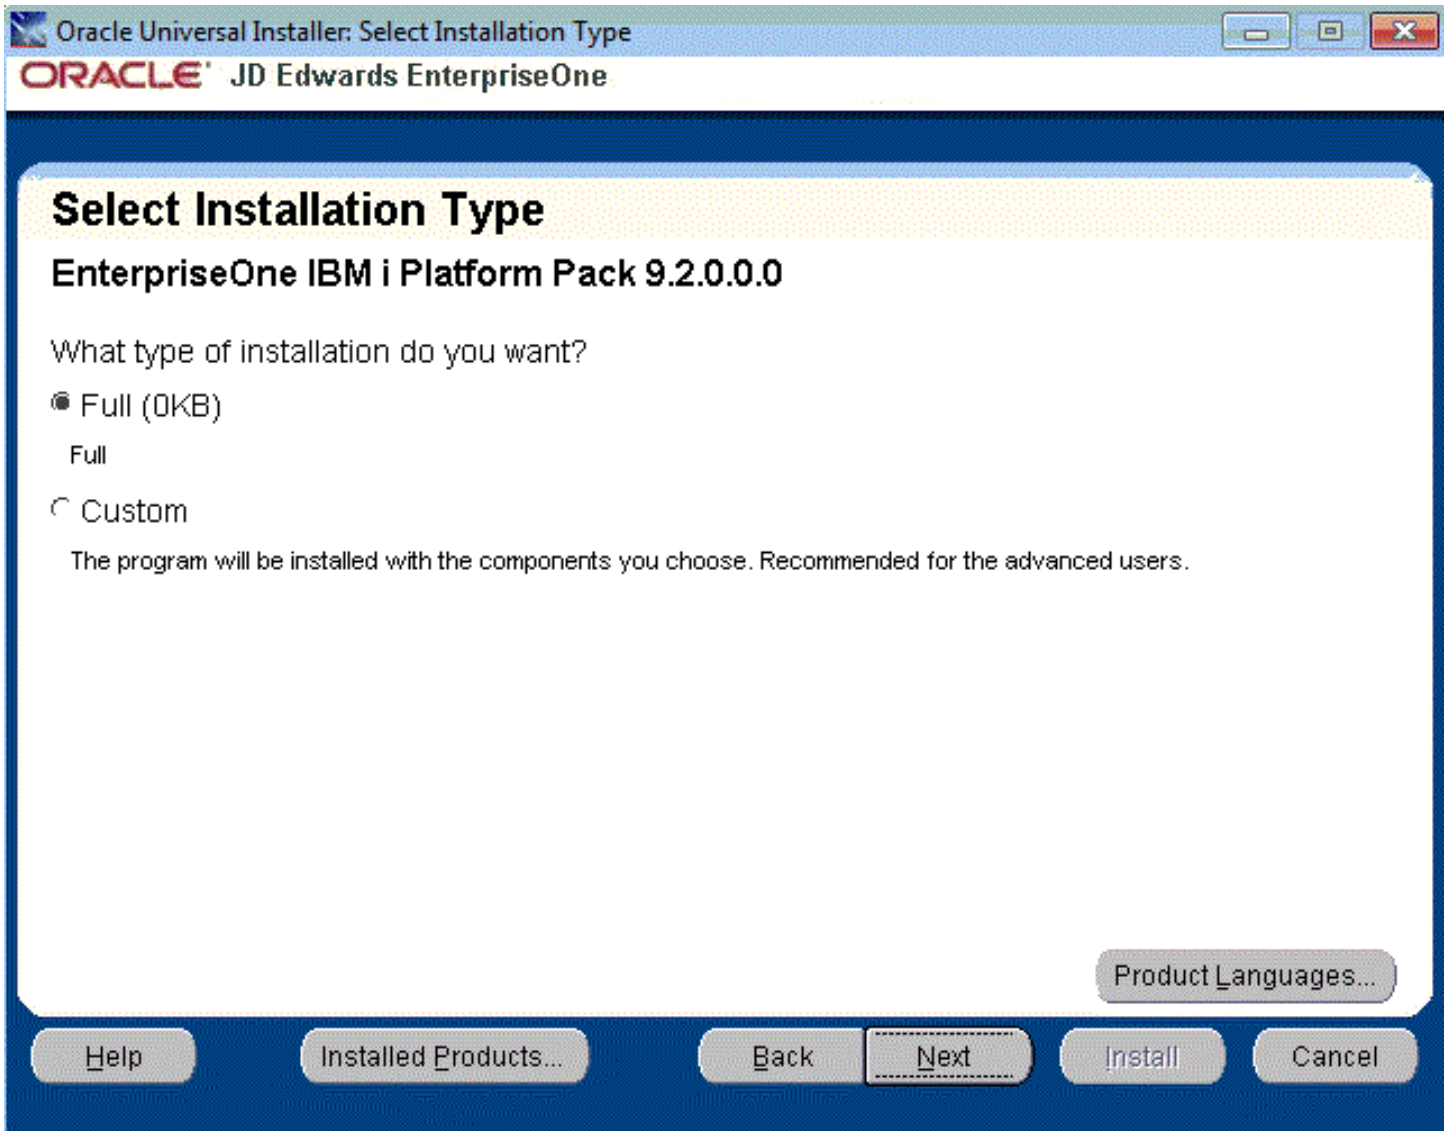 Oracle Universal Installer: Select Installation Type
ORACLE JD Edwards EnterpriseOne
Select Installation Type
EnterpriseOne IBM i Platform Pack 9.2.0.0.0
What type of installation do you want?
Full (0KB)
Full
Custom
The program will be installed with the components you choose. Recommended for the advanced users.
Product Languages...
Help Installed Products... Back Next Install Cancel